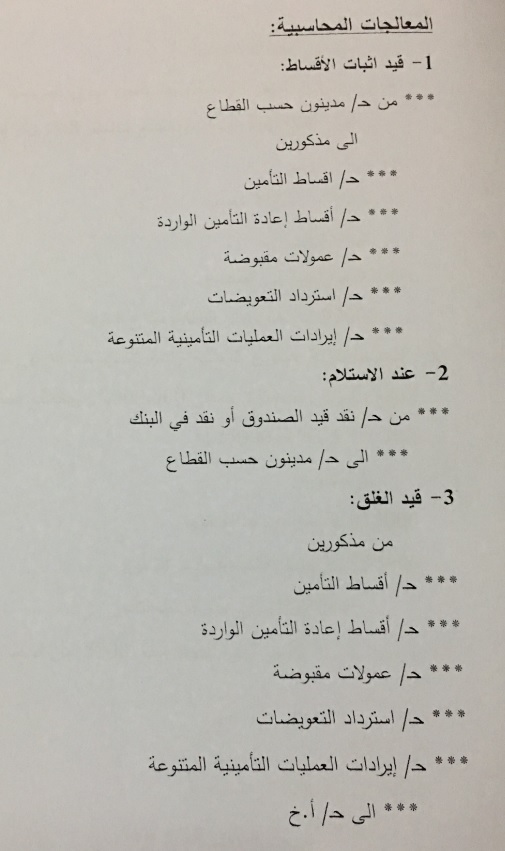 المعالجات المحاسبية:
1- قيد اثبات الأقساط:
*** من حـ/ مدينون حسب القطاع
الى مذكورين
*** حـ/ اقساط التأمين
*** حـ/ أقساط إعادة التأمين الواردة
*** حـ/ عمولات مقبوضة
*** حـ/ استرداد التعويضات
*** حـ/ إيرادات العمليات التأمينية المتنوعة
2- عند الاستلام:
*** من حـ/ نقد قيد الصندوق أو نقد في البنك
*** الى حـ/ مدينون حسب القطاع
3- قيد الغلق:
من مذكورين
*** حـ/ أقساط التأمين
*** حـ/ أقساط إعادة التأمين الواردة
*** حـ/ عمولات مقبوضة
*** حـ/ استرداد التعويضات
*** حـ/ إيرادات العمليات التأمينية المتنوعة
*** الى حـ/ أ.خ